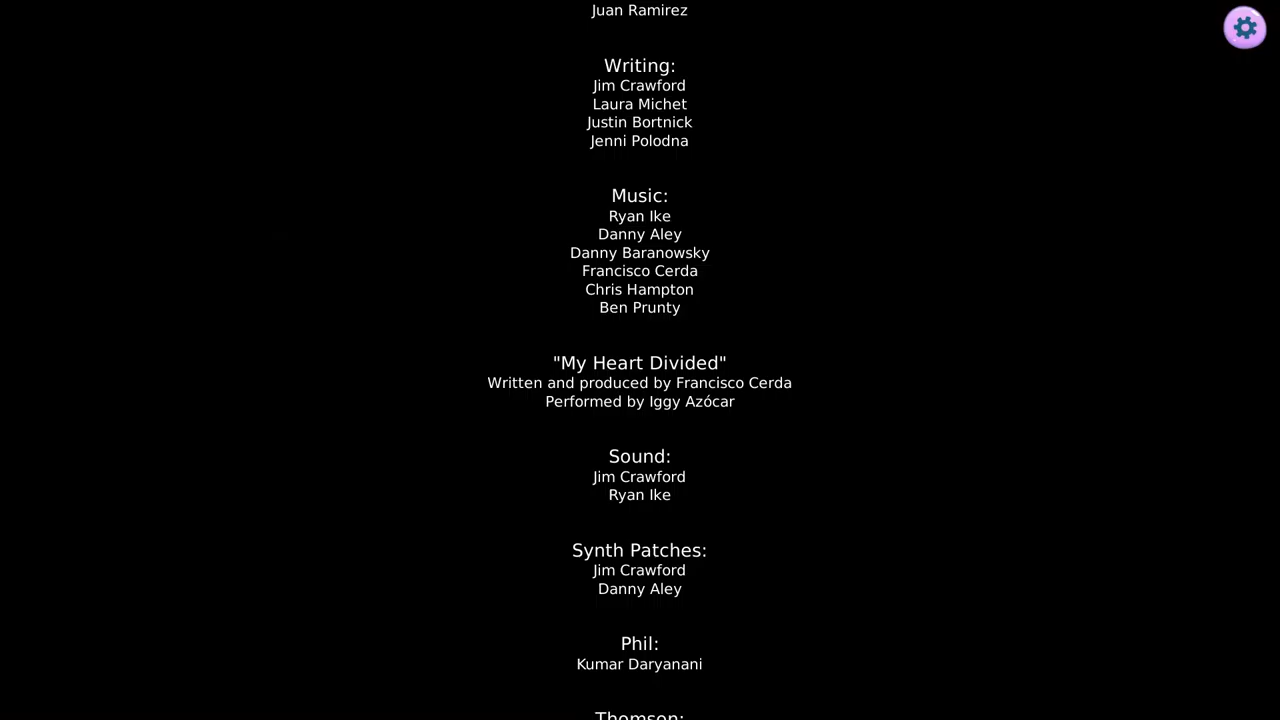 Juan Ramirez
Writing:
Jim Crawford
Laura Michet
Justin Bortnick
Jenni Polodna
Music:
Ryan Ike
Danny Aley
Danny Baranowsky
Francisco Cerda
Chris Hampton
Ben Prunty
"My Heart Divided"
Written and produced by Francisco Cerda
Performed by Iggy Azócar
Sound:
Jim Crawford
Ryan Ike
Synth Patches:
Jim Crawford
Danny Aley
Phil:
Kumar Daryanani
Thomson: